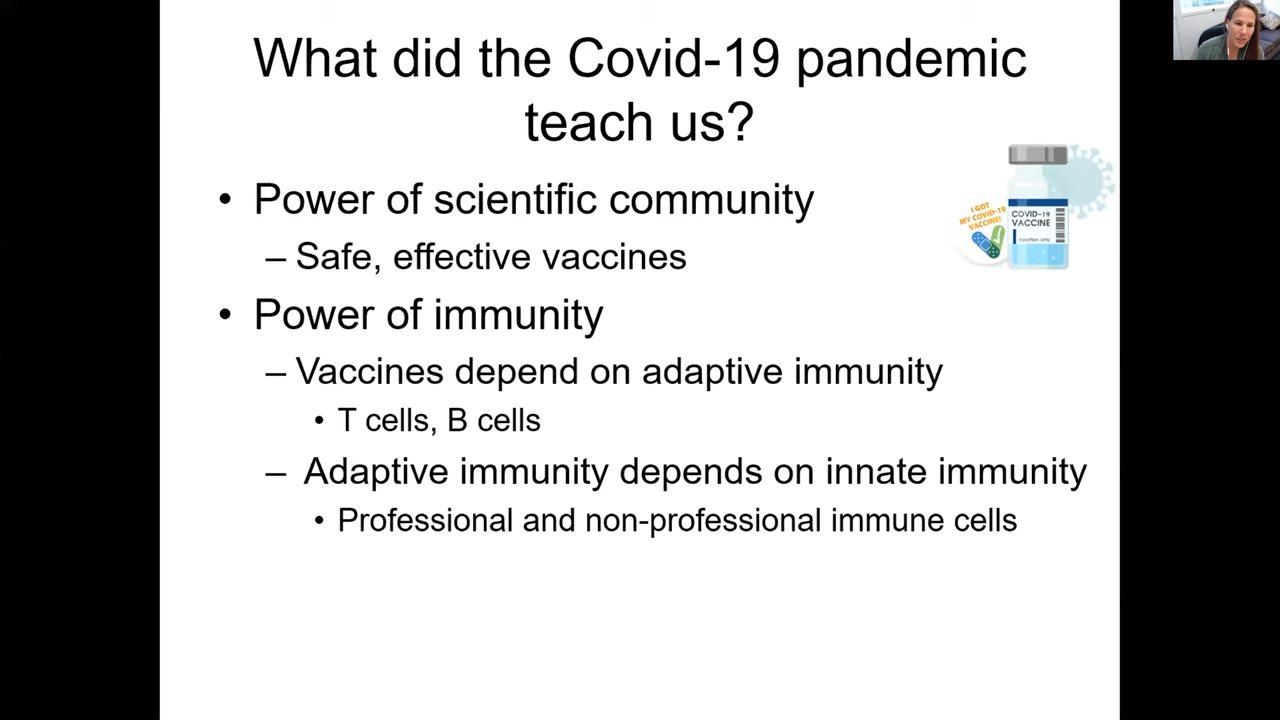 What did the Covid-19 pandemic
teach us?
• Power of scientific community
– Safe, effective vaccines
• Power of immunity
– Vaccines depend on adaptive immunity
• T cells, B cells
– Adaptive immunity depends on innate immunity
• Professional and non-professional immune cells
I GOT
MY COVID-19
VACCINE!
COVID-19
VACCINE
injection only